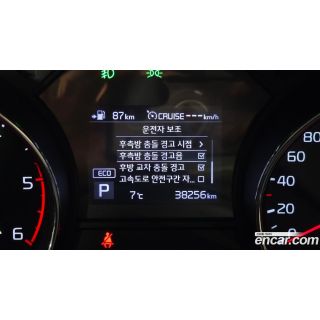 87km CRUISE ---km/h
운전자 보조
후측방 충돌 경고 시점
후측방 충돌 경고음
후방 교차 충돌 경고
고속도로 안전구간 자...
ECO
P
7℃ 38256km
5
6
80
60
40
20
0
encar.com